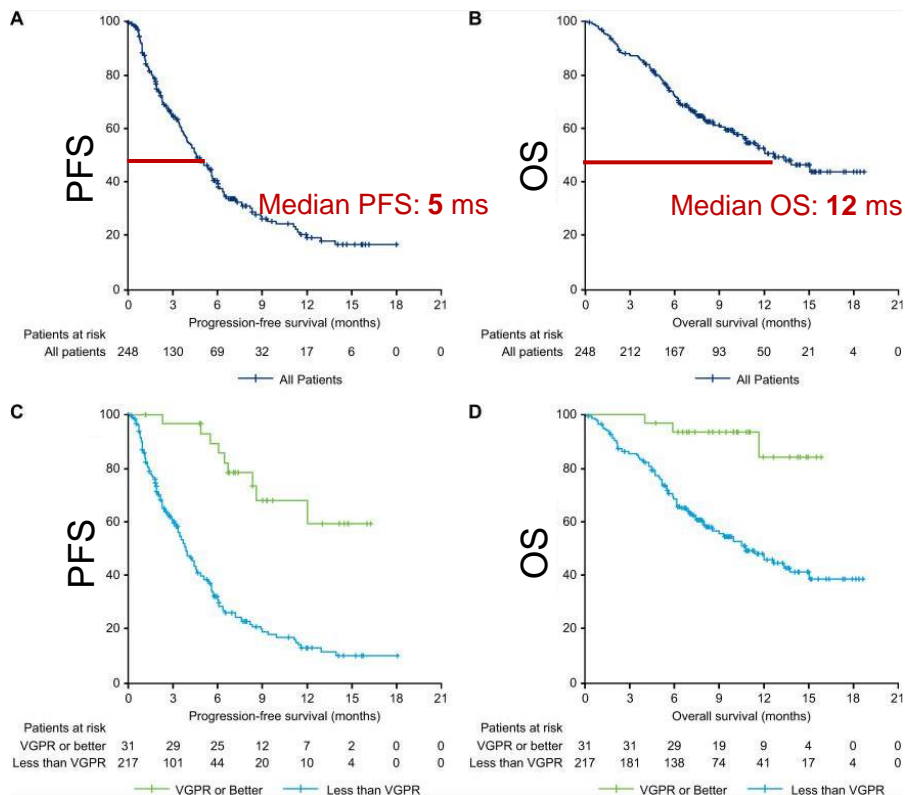 A
100
80
60
40
20
0
PFS
Median PFS: 5 ms
0 3 6 9 12 15 18 21
Progression-free survival (months)
Patients at risk
All patients 248 130 69 32 17 6 0 0
All Patients
B
100
80
60
40
20
0
OS
Median OS: 12 ms
0 3 6 9 12 15 18 21
Overall survival (months)
Patients at risk
All patients 248 212 167 93 50 21 4 0
All Patients
C
100
80
60
40
20
0
PFS
0 3 6 9 12 15 18 21
Progression-free survival (months)
Patients at risk
VGPR or better 31 29 25 12 7 2 0 0
Less than VGPR 217 101 44 20 10 4 0 0
VGPR or Better Less than VGPR
D
100
80
60
40
20
0
OS
0 3 6 9 12 15 18 21
Overall survival (months)
Patients at risk
VGPR or better 31 31 29 19 9 4 0 0
Less than VGPR 217 181 138 74 41 17 4 0
VGPR or Better Less than VGPR